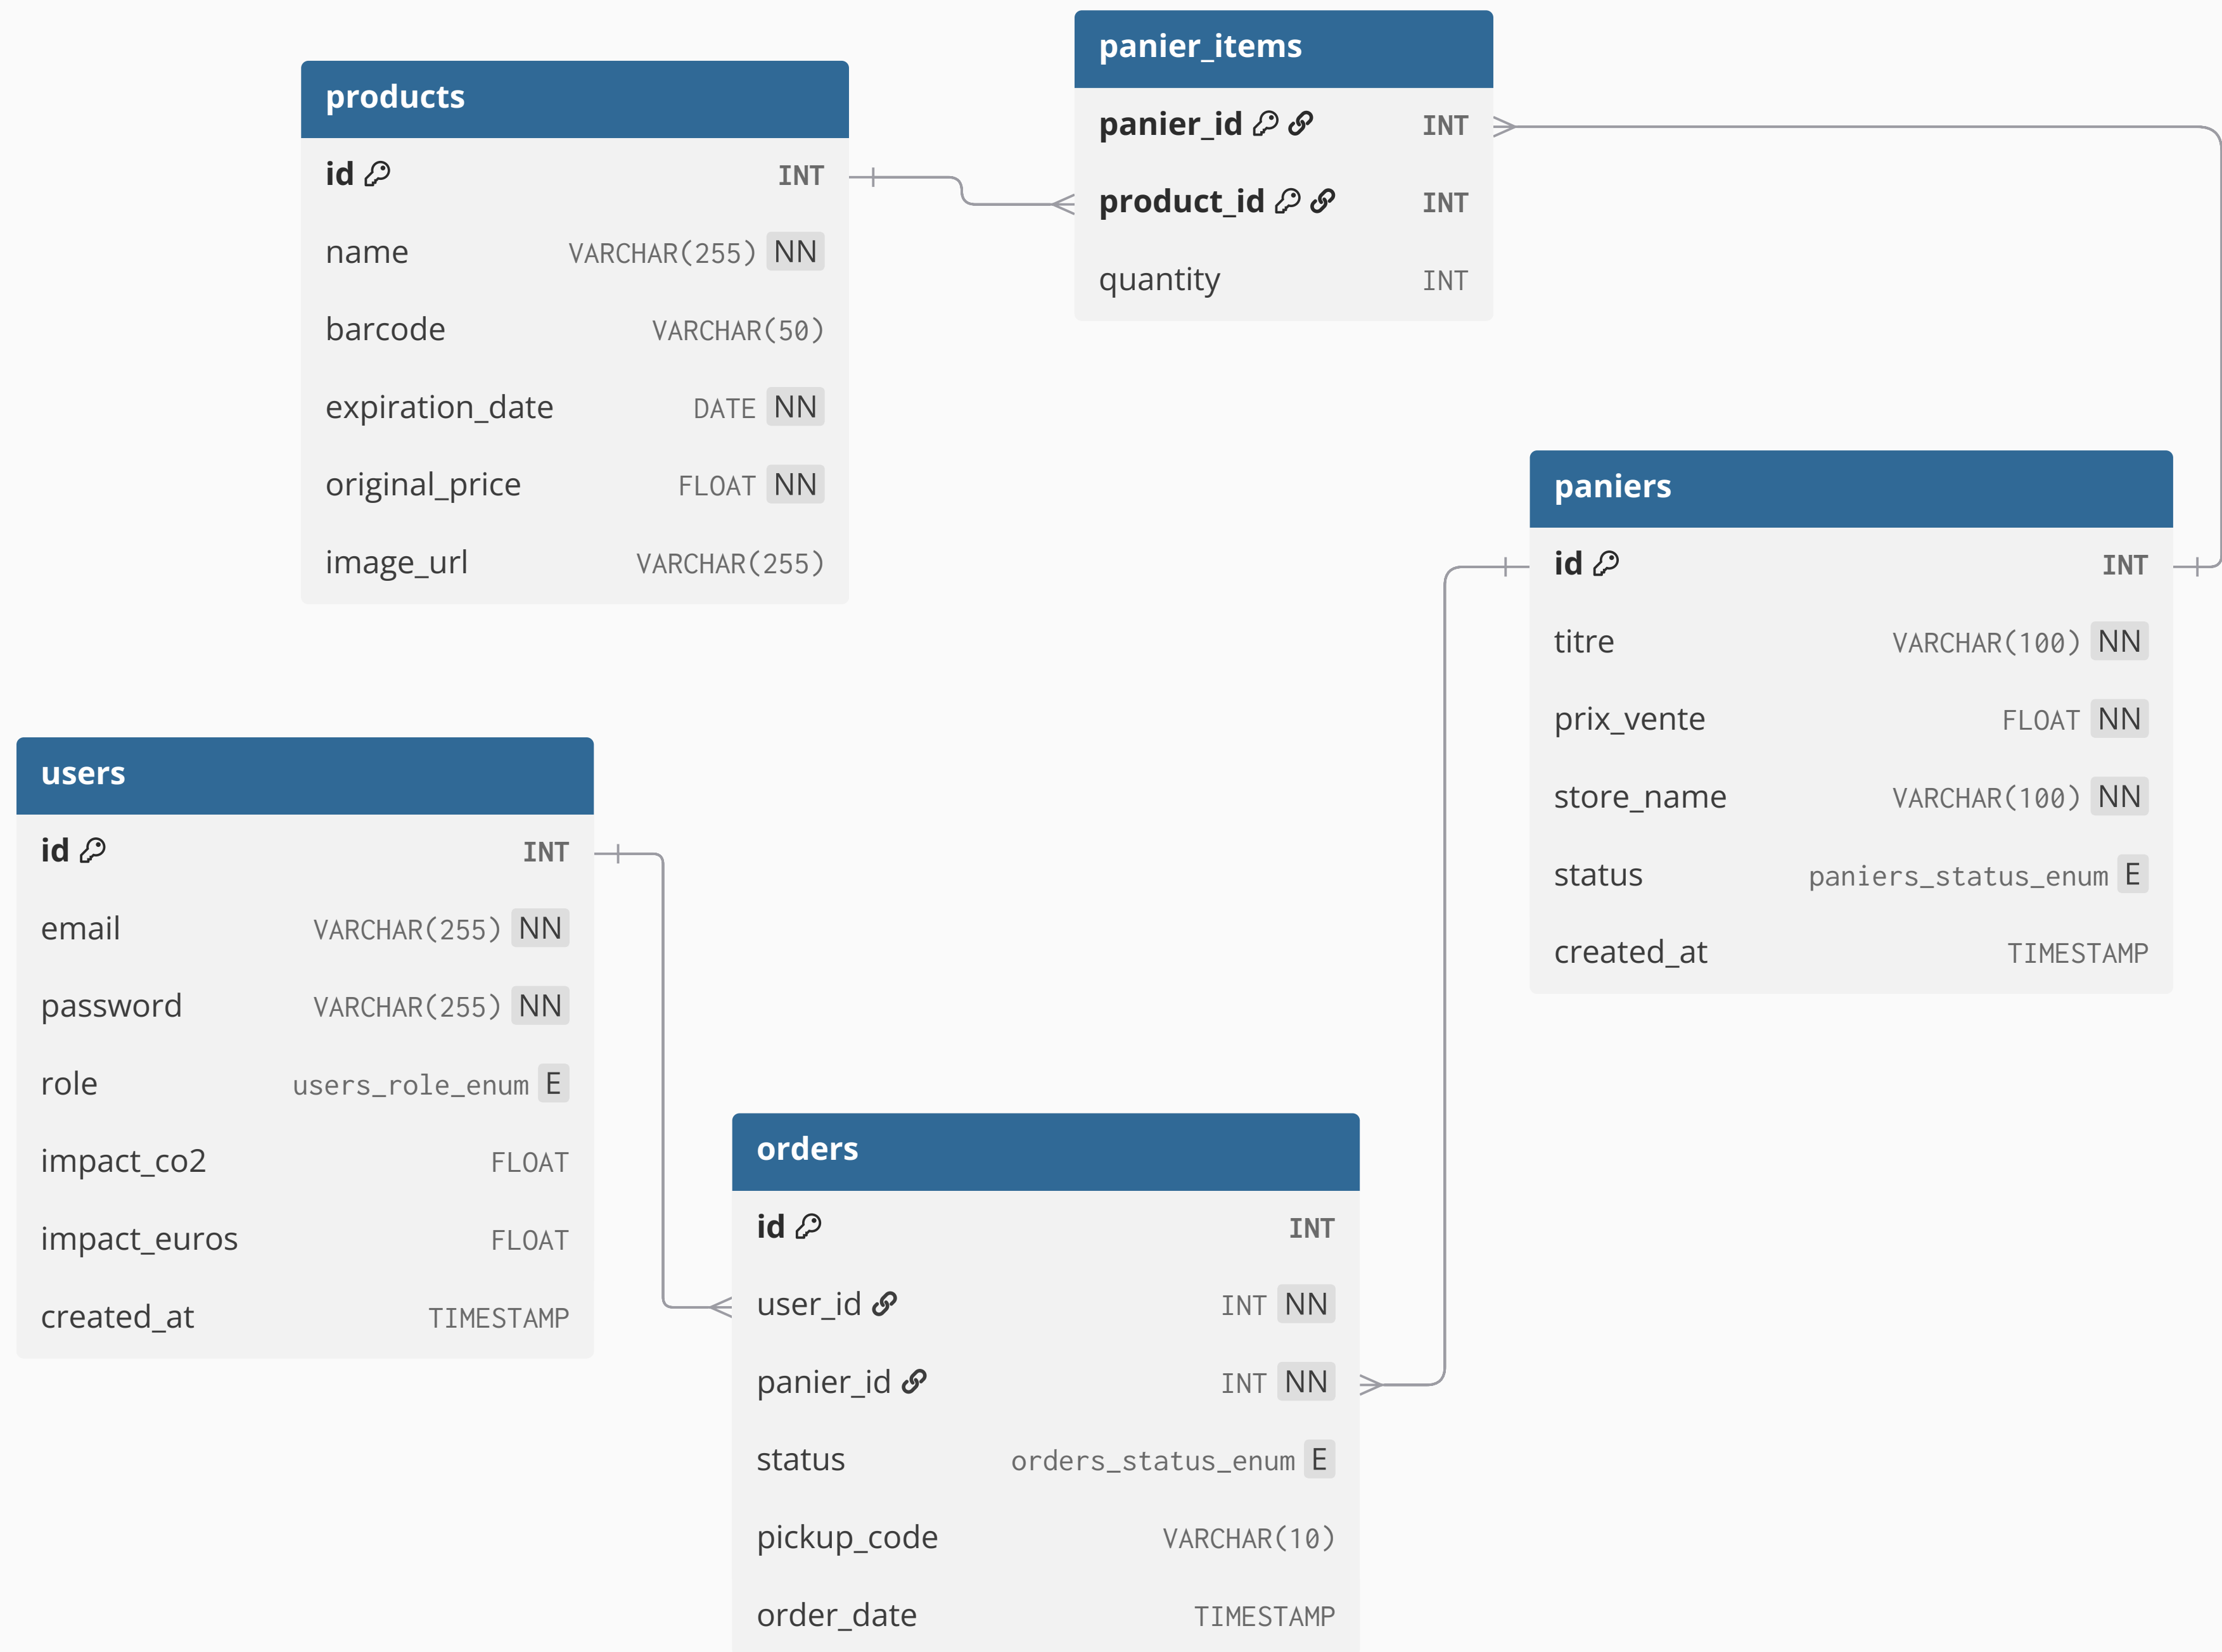 panier_items
panier_id INT
product_id INT
quantity INT
products
id INT
name VARCHAR(255) NN
barcode VARCHAR(50)
expiration_date DATE NN
original_price FLOAT NN
image_url VARCHAR(255)
paniers
id INT
titre VARCHAR(100) NN
prix_vente FLOAT NN
store_name VARCHAR(100) NN
status paniers_status_enum E
created_at TIMESTAMP
users
id INT
email VARCHAR(255) NN
password VARCHAR(255) NN
role users_role_enum E
impact_co2 FLOAT
impact_euros FLOAT
created_at TIMESTAMP
orders
id INT
user_id INT NN
panier_id INT NN
status orders_status_enum E
pickup_code VARCHAR(10)
order_date TIMESTAMP